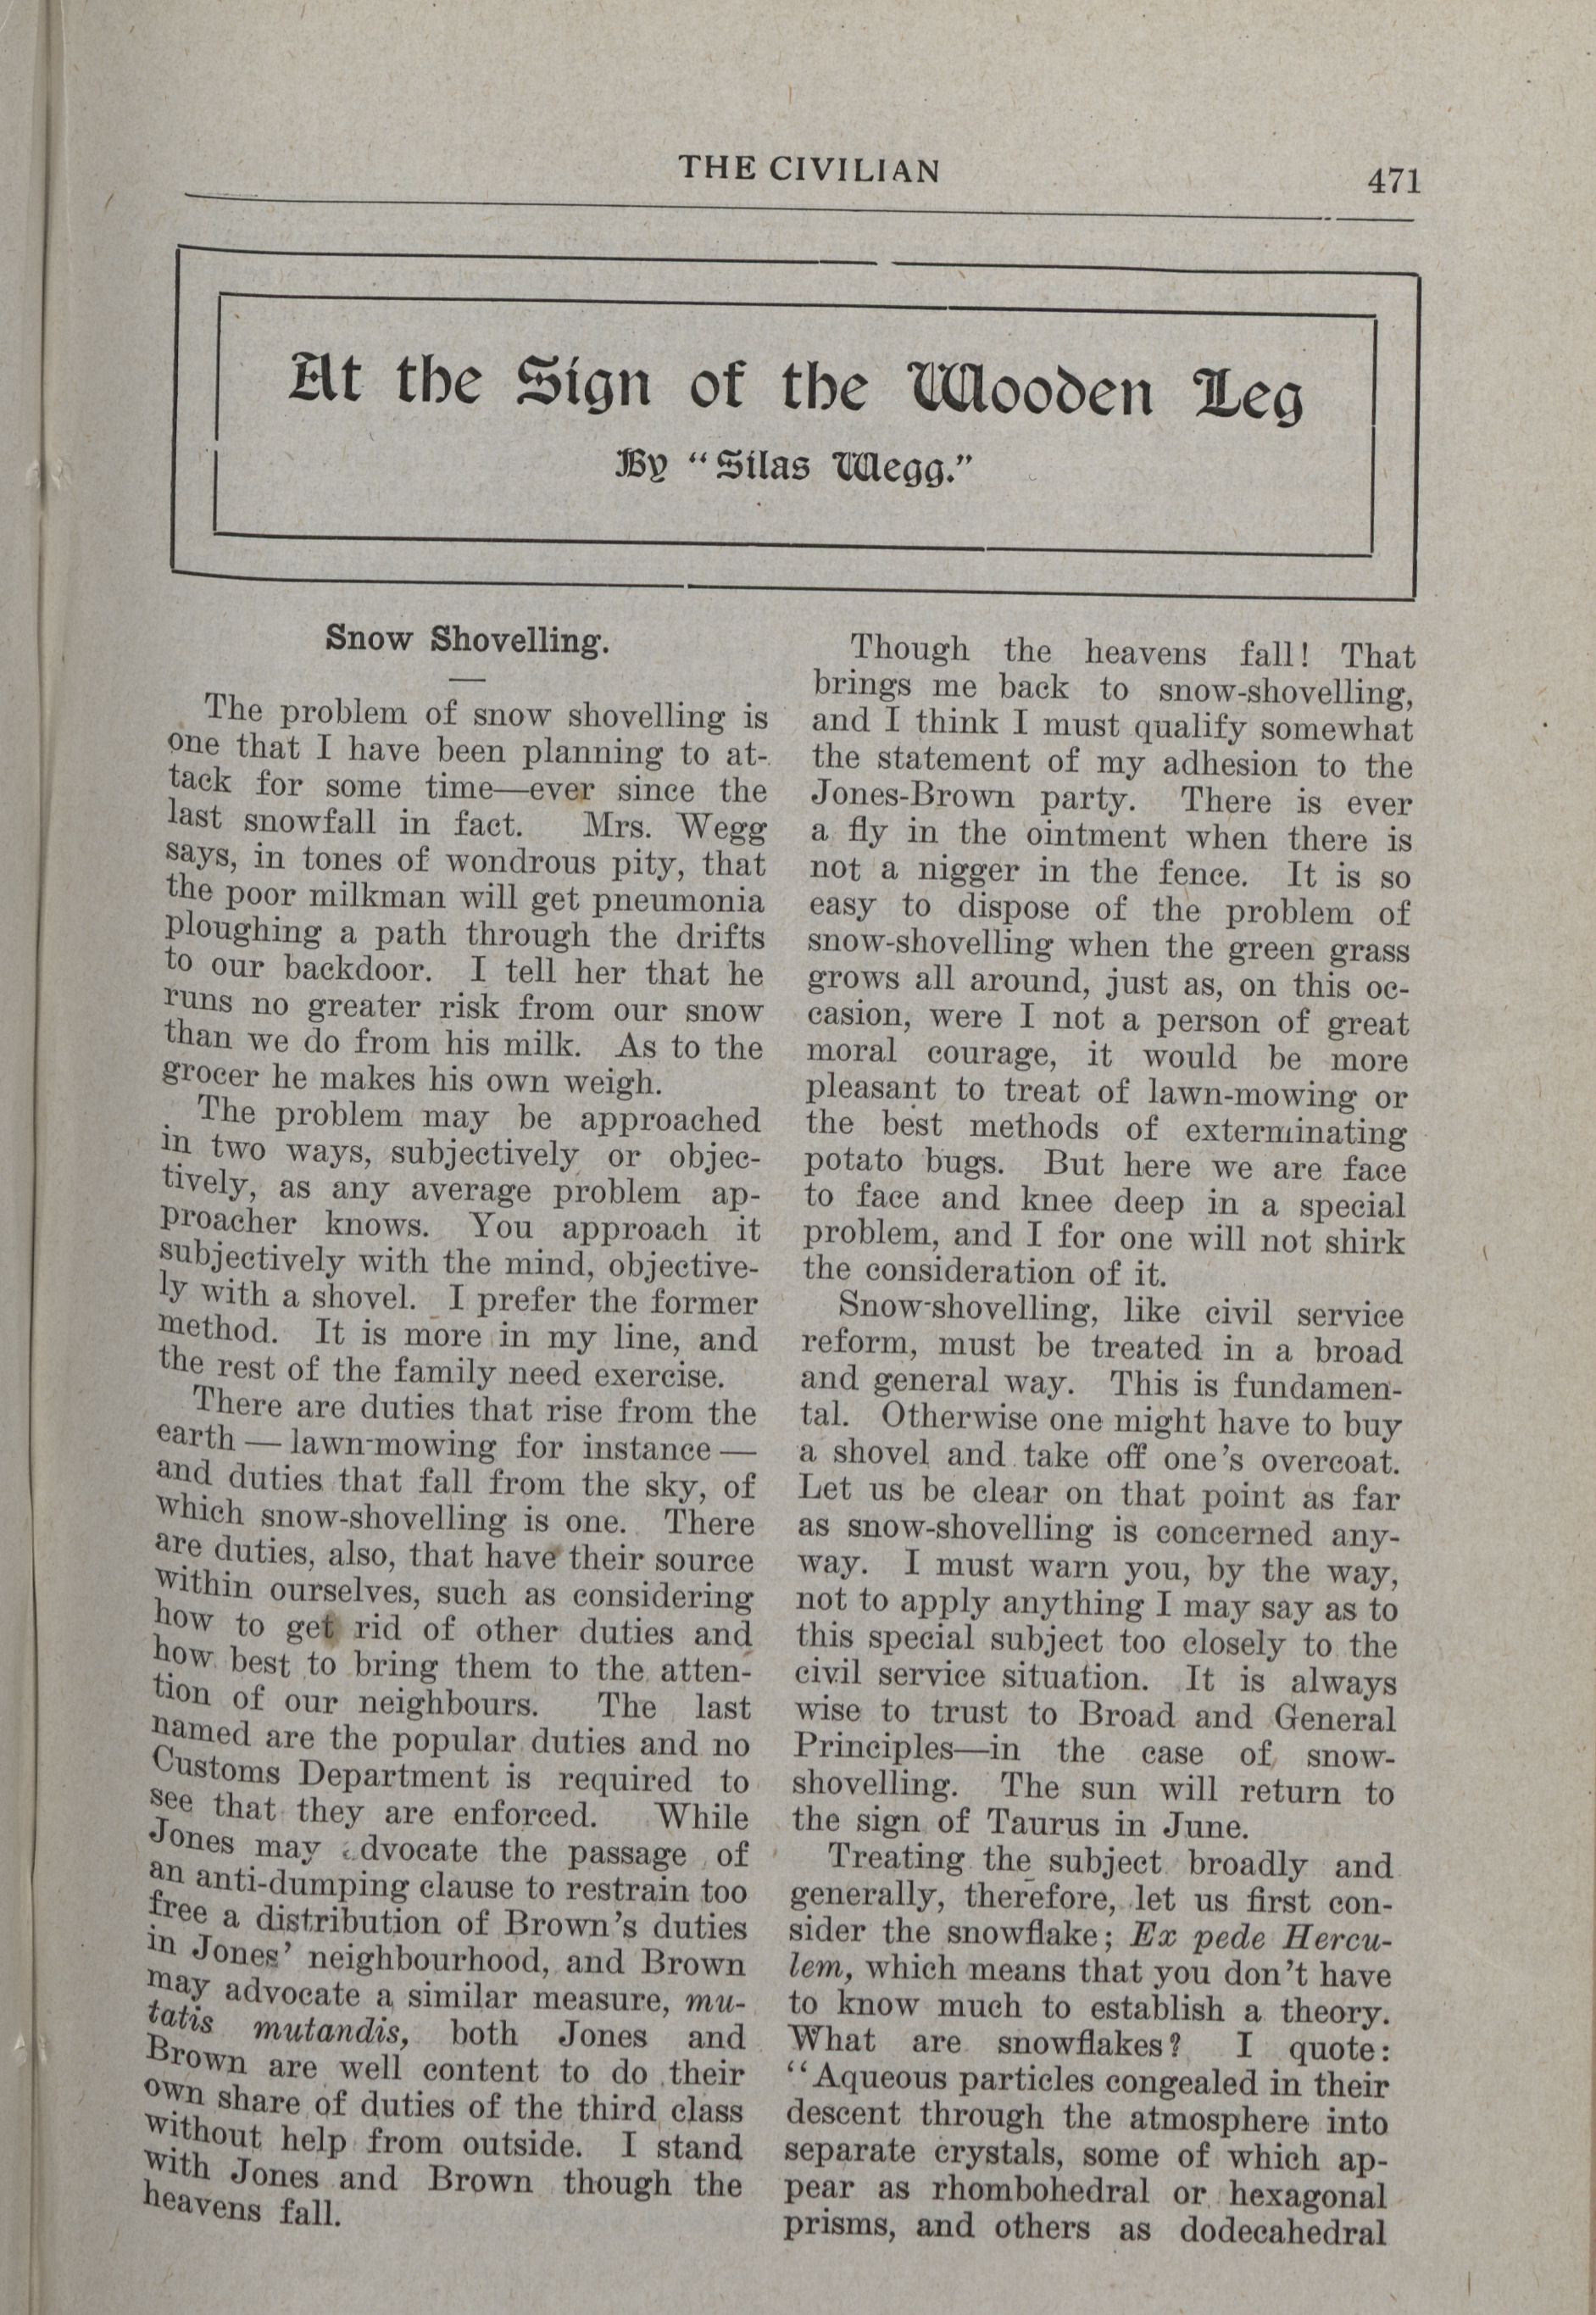 THE CIVILIAN
471
At the Sign of the Wooden Leg
By "Silas Wegg."
Snow Shovelling.
The problem of snow shovelling is
one that I have been planning to at-
tack for some time—ever since the
last snowfall in fact. Mrs. Wegg
says, in tones of wondrous pity, that
the poor milkman will get pneumonia
ploughing a path through the drifts
to our backdoor. I tell her that he
runs no greater risk from our snow
than we do from his milk. As to the
grocer he makes his own weigh.
The problem may be approached
in two ways, subjectively or objec-
tively, as any average problem ap-
proacher knows. You approach it
subjectively with the mind, objective-
ly with a shovel. I prefer the former
method. It is more in my line, and
the rest of the family need exercise.
There are duties that rise from the
earth — lawn-mowing for instance —
and duties that fall from the sky, of
which snow-shovelling is one. There
are duties, also, that have their source
within ourselves, such as considering
how to get rid of other duties and
how best to bring them to the atten-
tion of our neighbours. The last
named are the popular duties and no
Customs Department is required to
see that they are enforced. While
Jones may advocate the passage of
an anti-dumping clause to restrain too
free a distribution of Brown's duties
in Jones' neighbourhood, and Brown
may advocate a similar measure, mu-
tatis mutandis, both Jones and
Brown are well content to do their
own share of duties of the third class
without help from outside. I stand
with Jones and Brown though the
heavens fall.
Though the heavens fall! That
brings me back to snow-shovelling,
and I think I must qualify somewhat
the statement of my adhesion to the
Jones-Brown party. There is ever
a fly in the ointment when there is
not a nigger in the fence. It is so
easy to dispose of the problem of
snow-shovelling when the green grass
grows all around, just as, on this oc-
casion, were I not a person of great
moral courage, it would be more
pleasant to treat of lawn-mowing or
the best methods of exterminating
potato bugs. But here we are face
to face and knee deep in a special
problem, and I for one will not shirk
the consideration of it.
Snow-shovelling, like civil service
reform, must be treated in a broad
and general way. This is fundamen-
tal. Otherwise one might have to buy
a shovel and take off one's overcoat.
Let us be clear on that point as far
as snow-shovelling is concerned any-
way. I must warn you, by the way,
not to apply anything I may say as to
this special subject too closely to the
civil service situation. It is always
wise to trust to Broad and General
Principles—in the case of snow-
shovelling. The sun will return to
the sign of Taurus in June.
Treating the subject broadly and
generally, therefore, let us first con-
sider the snowflake; Ex pede Hercu-
lem, which means that you don't have
to know much to establish a theory.
What are snowflakes? I quote:
"Aqueous particles congealed in their
descent through the atmosphere into
separate crystals, some of which ap-
pear as rhombohedral or hexagonal
prisms, and others as dodecahedral